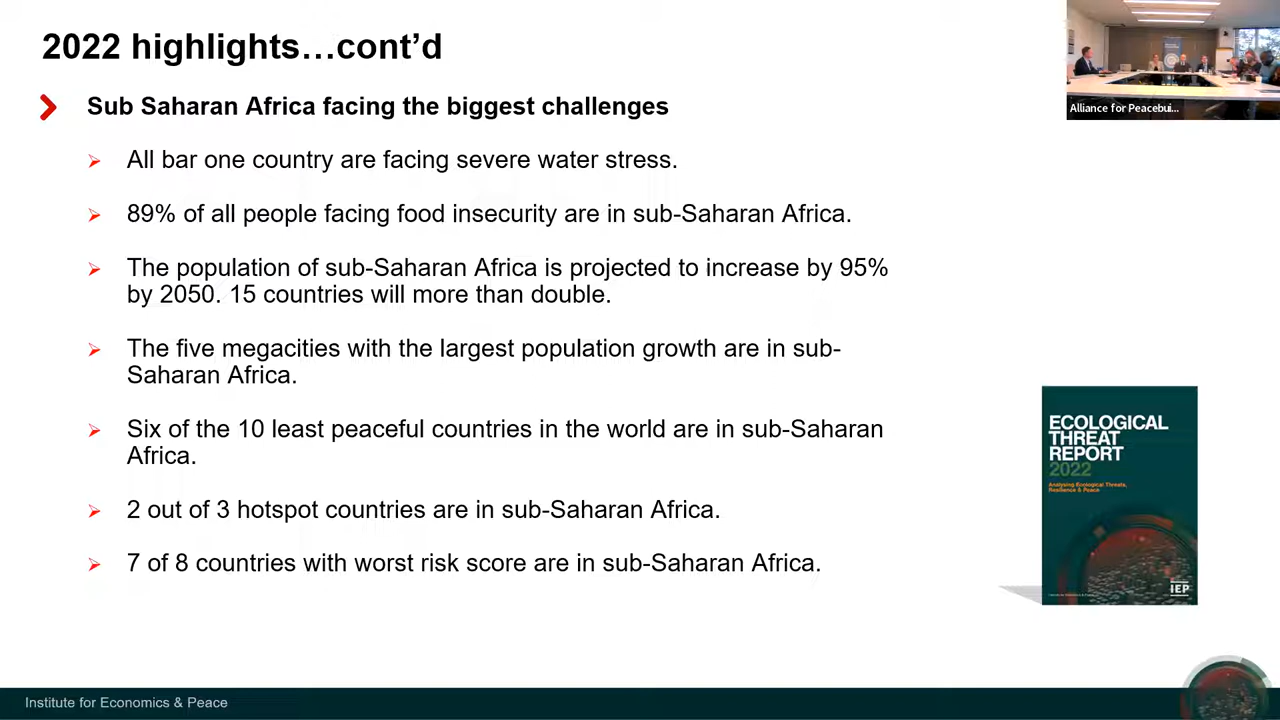 2022 highlights…cont’d
Sub Saharan Africa facing the biggest challenges
All bar one country are facing severe water stress.
89% of all people facing food insecurity are in sub-Saharan Africa.
The population of sub-Saharan Africa is projected to increase by 95%
by 2050. 15 countries will more than double.
The five megacities with the largest population growth are in sub-
Saharan Africa.
Six of the 10 least peaceful countries in the world are in sub-Saharan
Africa.
2 out of 3 hotspot countries are in sub-Saharan Africa.
7 of 8 countries with worst risk score are in sub-Saharan Africa.
Alliance for Peacebui...
ECOLOGICAL
THREAT
REPORT
2022
Analysing Ecological Threats,
Resilience & Peace
IEP
Institute for Economics & Peace